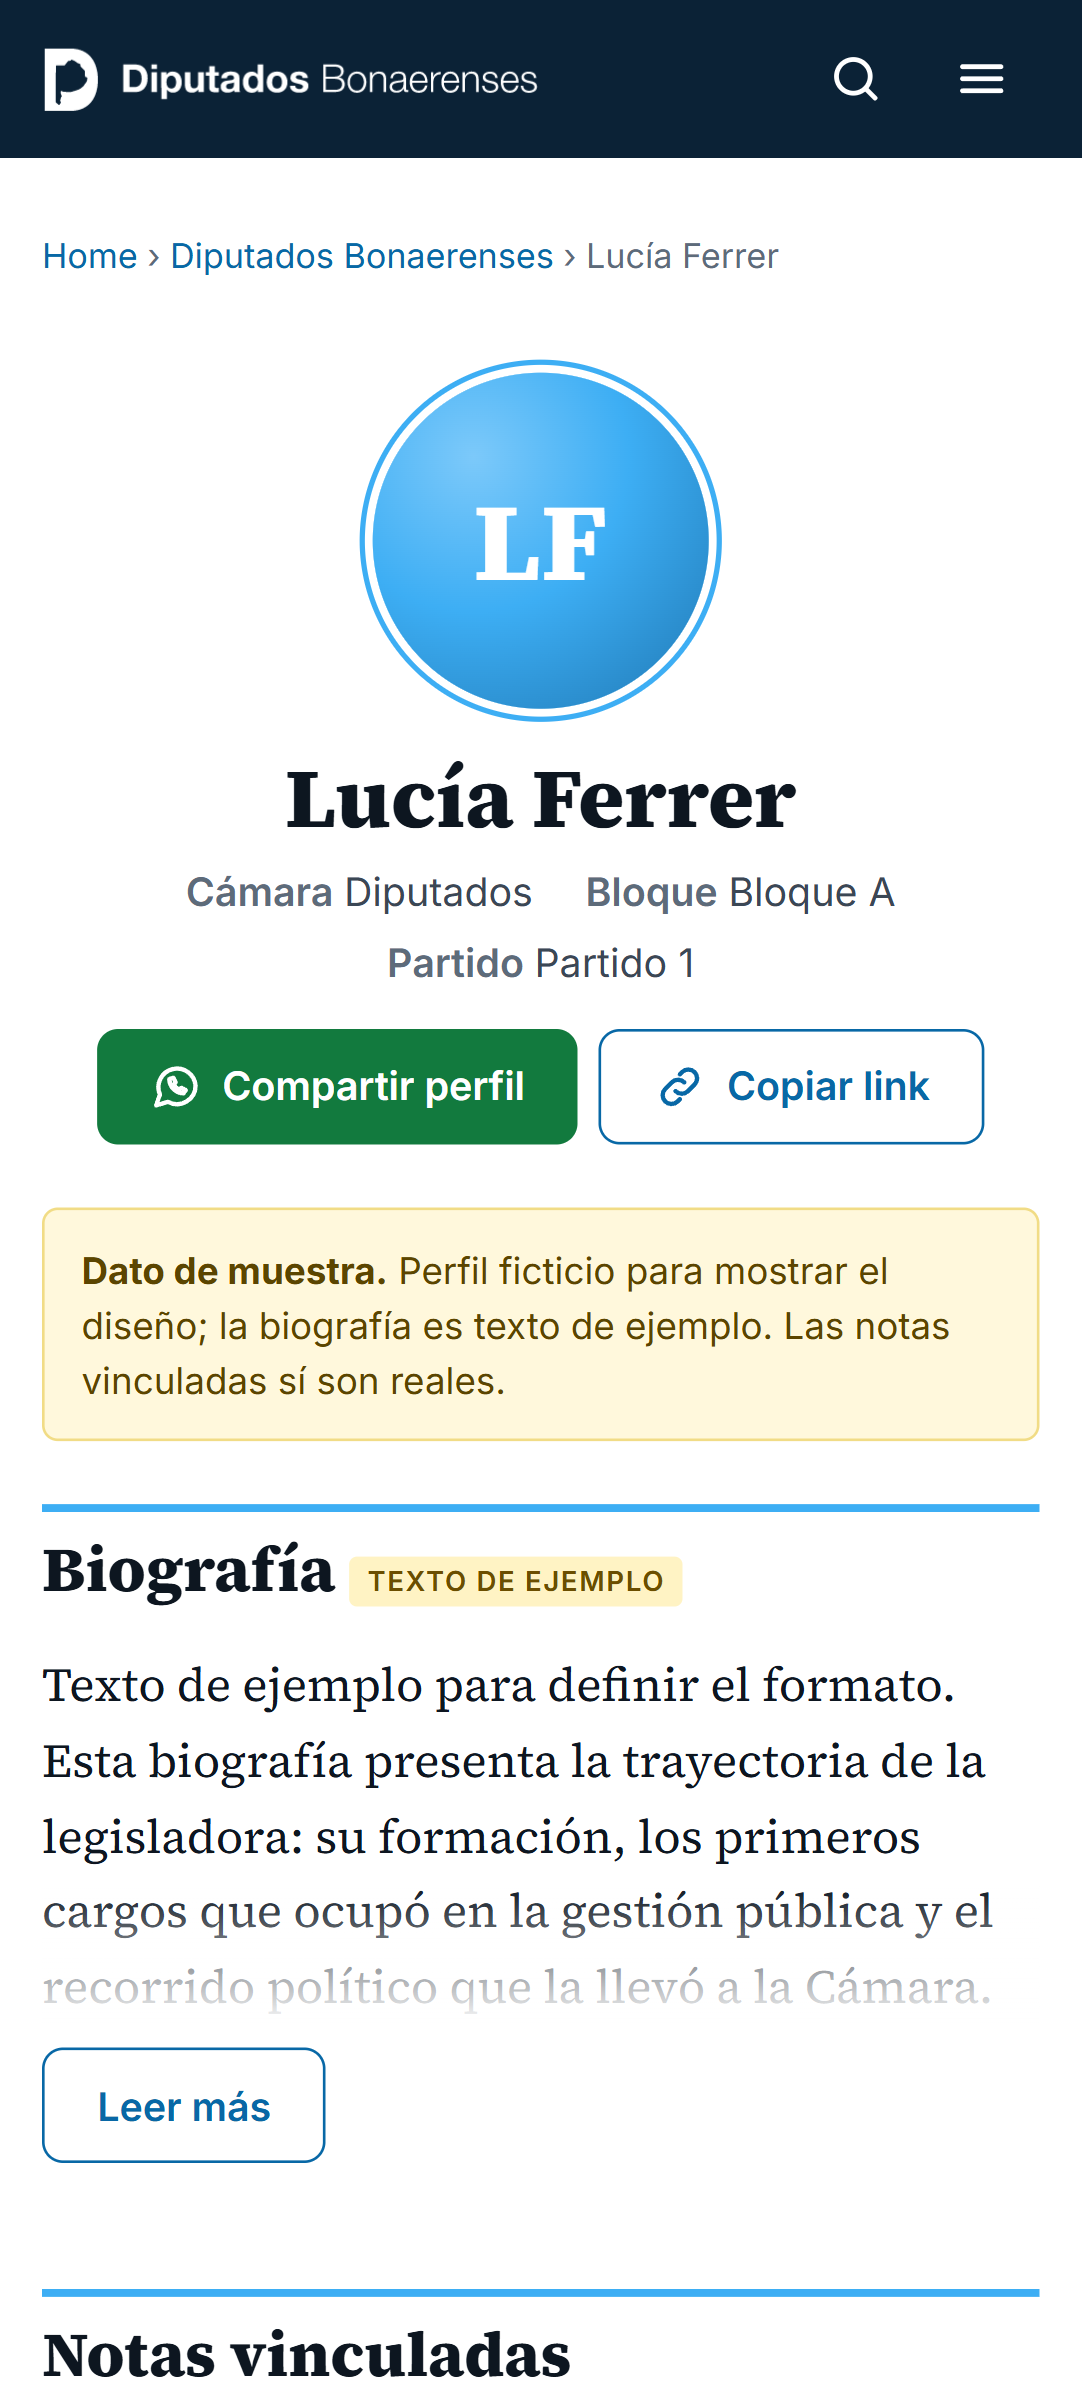 Diputados Bonaerenses
Home › Diputados Bonaerenses › Lucía Ferrer
LF
Lucía Ferrer
Cámara Diputados Bloque Bloque A
Partido Partido 1
Compartir perfil Copiar link
Dato de muestra. Perfil ficticio para mostrar el
diseño; la biografía es texto de ejemplo. Las notas
vinculadas sí son reales.
Biografía TEXTO DE EJEMPLO
Texto de ejemplo para definir el formato.
Esta biografía presenta la trayectoria de la
legisladora: su formación, los primeros
cargos que ocupó en la gestión pública y el
recorrido político que la llevó a la Cámara.
Leer más
Notas vinculadas